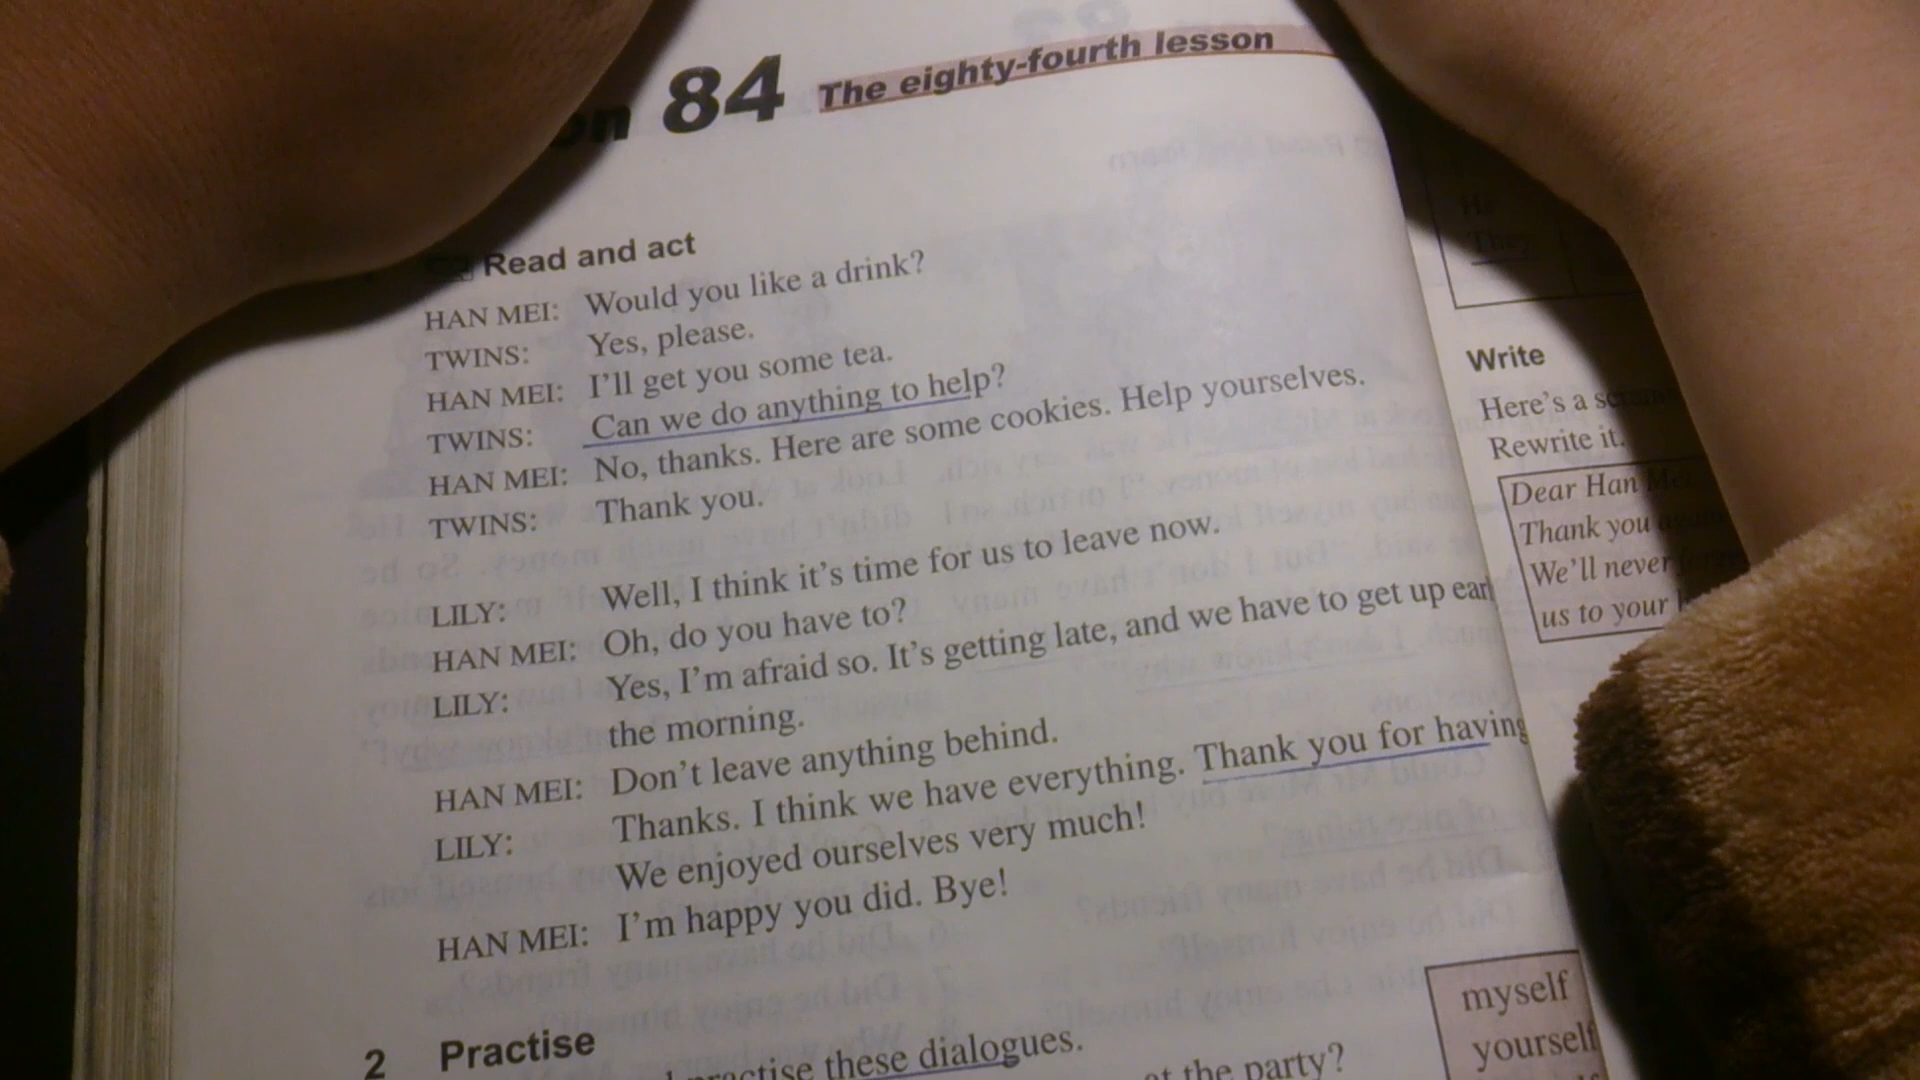 84 The eighty-fourth lesson
Read and act
HAN MEI: Would you like a drink?
TWINS: Yes, please.
HAN MEI: I'll get you some tea.
TWINS: Can we do anything to help?
HAN MEI: No, thanks. Here are some cookies. Help yourselves.
TWINS: Thank you.
LILY: Well, I think it's time for us to leave now.
HAN MEI: Oh, do you have to?
LILY: Yes, I'm afraid so. It's getting late, and we have to get up
the morning.
HAN MEI: Don't leave anything behind.
LILY: Thanks. I think we have everything. Thank you for having
We enjoyed ourselves very much!
HAN MEI: I'm happy you did. Bye!
2 Practise
these dialogues.
the party?
myself
yourself
They
Write
Here's a
Rewrite it.
Dear Han
Thank you
We'll never
us to your